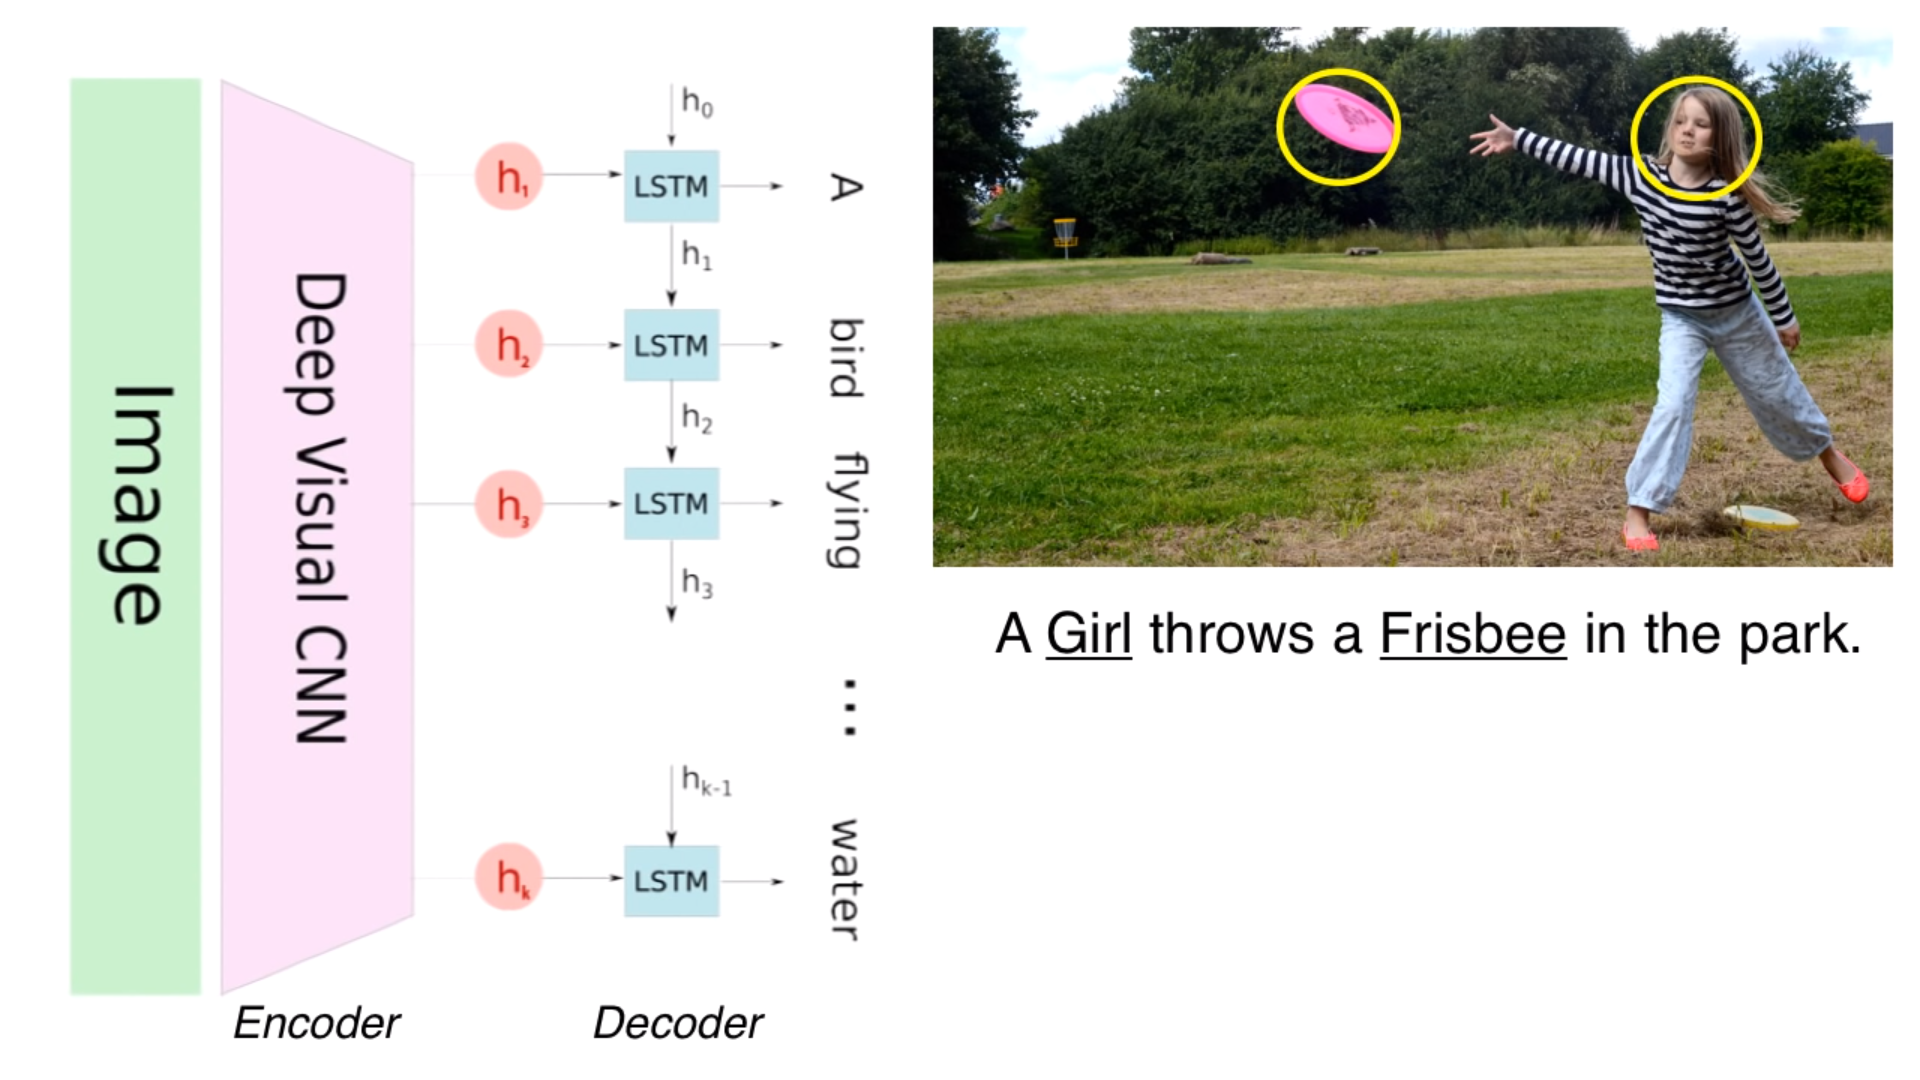 Image
Deep Visual CNN
h₀
h₁
LSTM
A
h₁
h₂
LSTM
bird
h₂
h₃
LSTM
flying
h₃
...
hₖ₋₁
hₖ
LSTM
water
Encoder
Decoder
A Girl throws a Frisbee in the park.